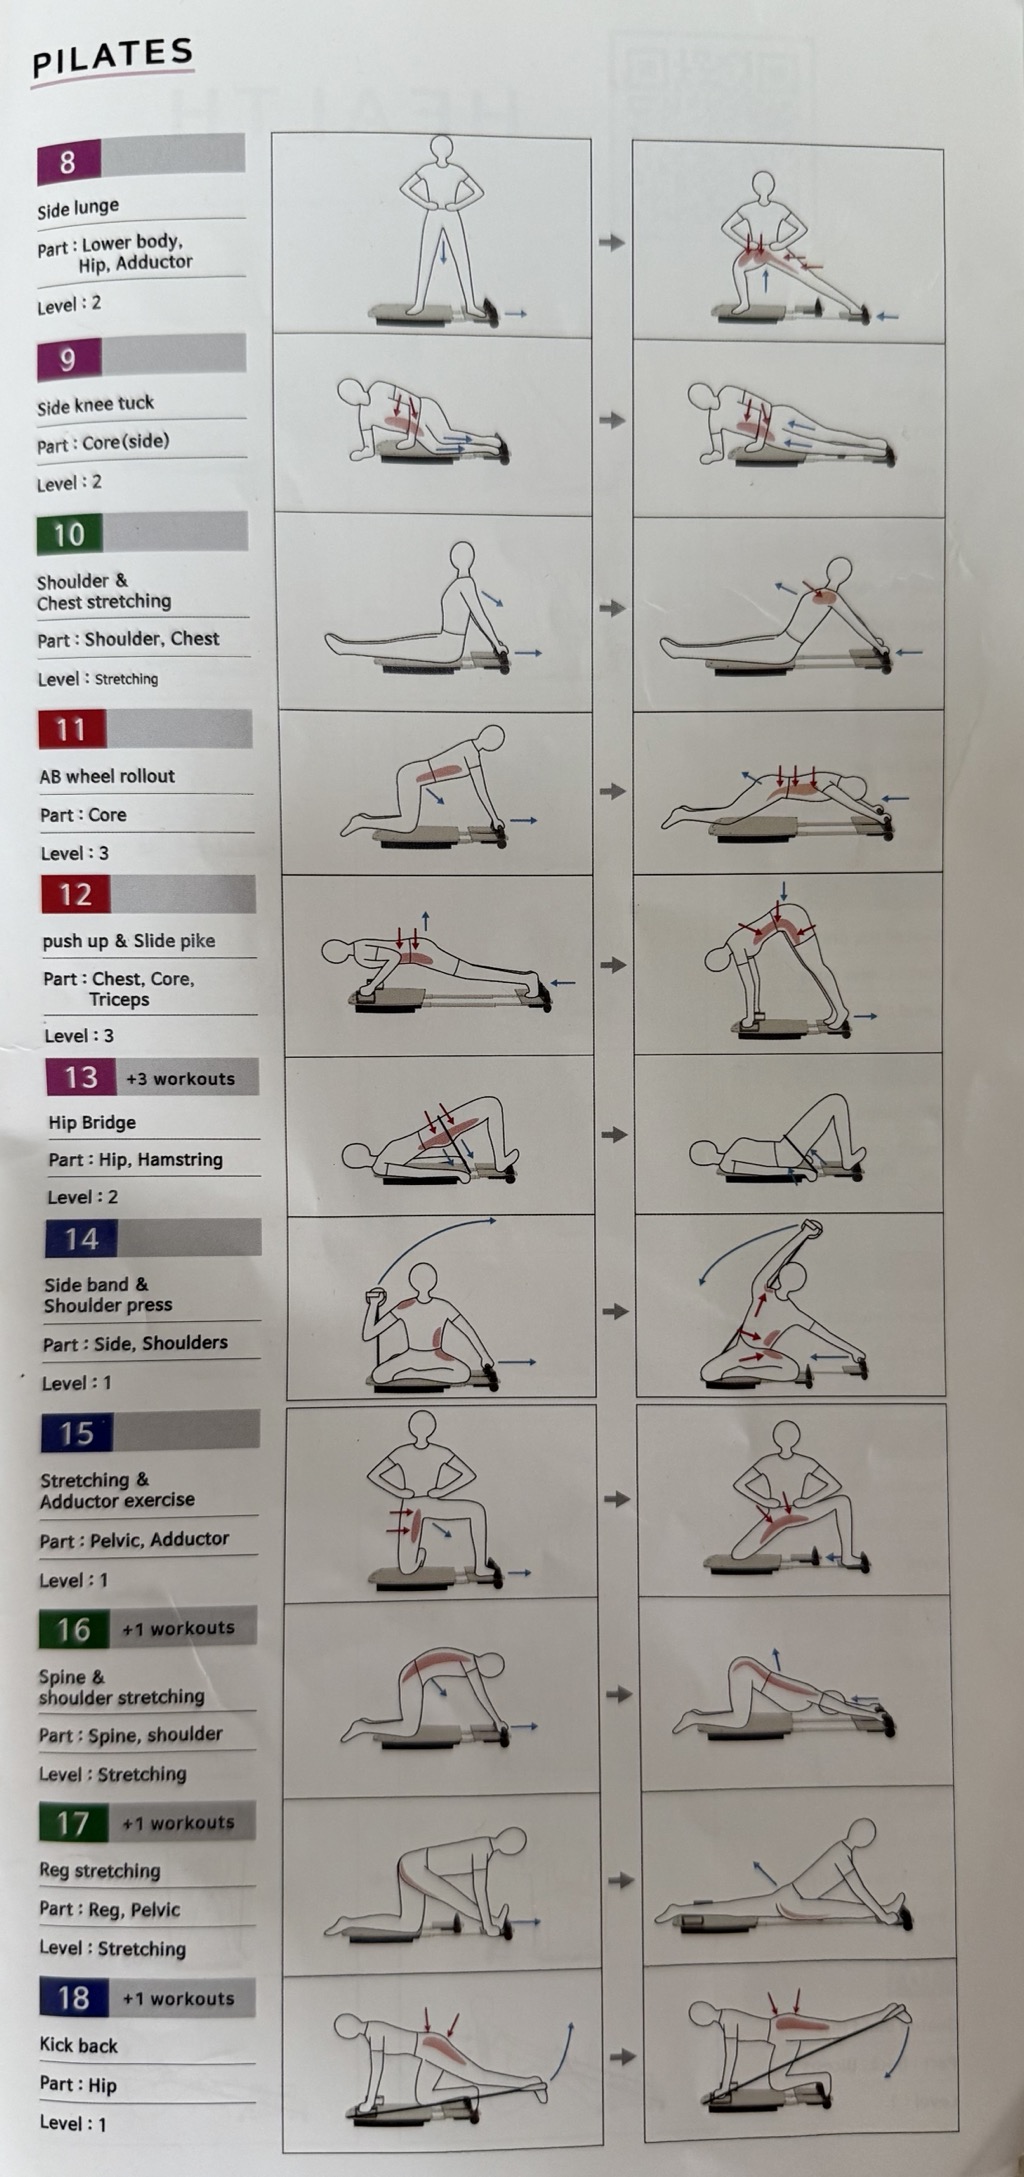 PILATES
8
Side lunge
Part : Lower body,
Hip, Adductor
Level : 2
9
Side knee tuck
Part : Core(side)
Level : 2
10
Shoulder &
Chest stretching
Part : Shoulder, Chest
Level : Stretching
11
AB wheel rollout
Part : Core
Level : 3
12
push up & Slide pike
Part : Chest, Core,
Triceps
Level : 3
13 +3 workouts
Hip Bridge
Part : Hip, Hamstring
Level : 2
14
Side band &
Shoulder press
Part : Side, Shoulders
Level : 1
15
Stretching &
Adductor exercise
Part : Pelvic, Adductor
Level : 1
16 +1 workouts
Spine &
shoulder stretching
Part : Spine, shoulder
Level : Stretching
17 +1 workouts
Reg stretching
Part : Reg, Pelvic
Level : Stretching
18 +1 workouts
Kick back
Part : Hip
Level : 1